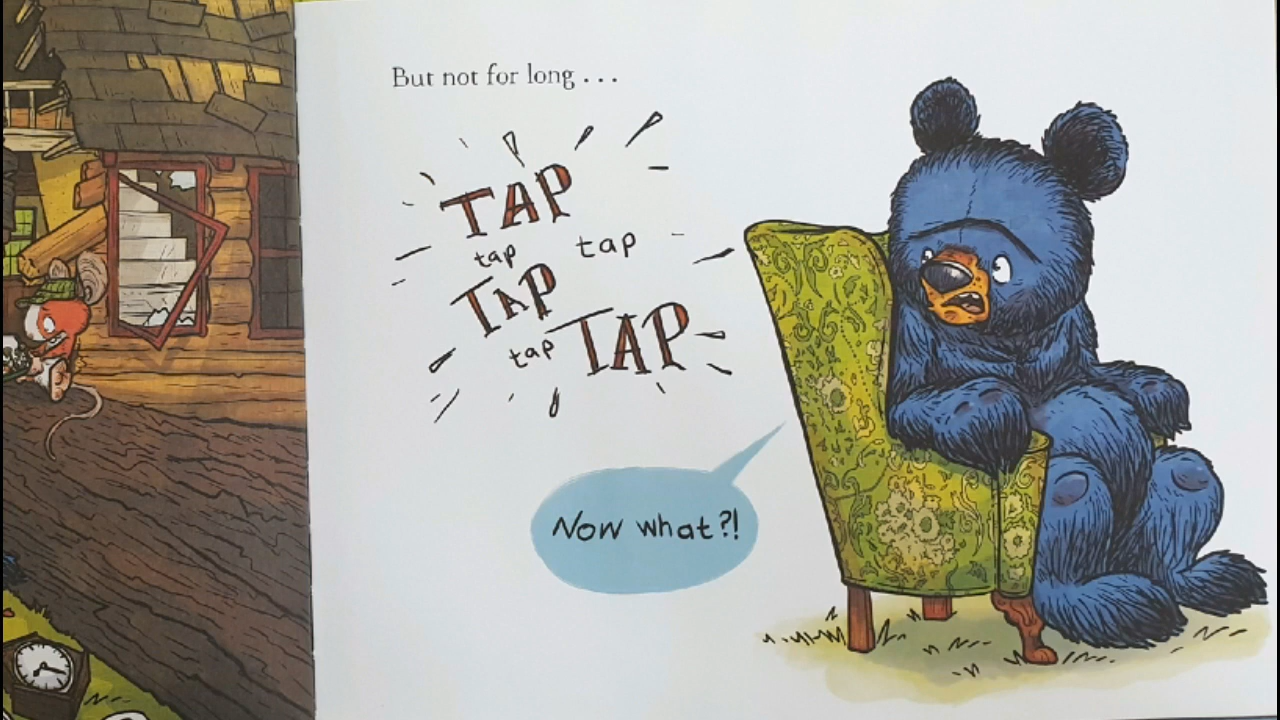 But not for long . . .
TAP
tap tap
TAP
tap TAP
Now what?!